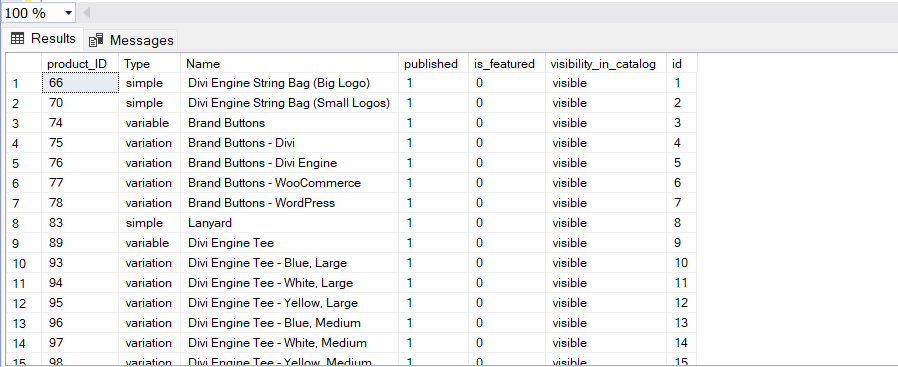 100 %
Results Messages
product_ID Type Name published is_featured visibility_in_catalog id
1 66 simple Divi Engine String Bag (Big Logo) 1 0 visible 1
2 70 simple Divi Engine String Bag (Small Logos) 1 0 visible 2
3 74 variable Brand Buttons 1 0 visible 3
4 75 variation Brand Buttons - Divi 1 0 visible 4
5 76 variation Brand Buttons - Divi Engine 1 0 visible 5
6 77 variation Brand Buttons - WooCommerce 1 0 visible 6
7 78 variation Brand Buttons - WordPress 1 0 visible 7
8 83 simple Lanyard 1 0 visible 8
9 89 variable Divi Engine Tee 1 0 visible 9
10 93 variation Divi Engine Tee - Blue, Large 1 0 visible 10
11 94 variation Divi Engine Tee - White, Large 1 0 visible 11
12 95 variation Divi Engine Tee - Yellow, Large 1 0 visible 12
13 96 variation Divi Engine Tee - Blue, Medium 1 0 visible 13
14 97 variation Divi Engine Tee - White, Medium 1 0 visible 14
15 98 variation Divi Engine Tee - Yellow, Medium 1 0 visible 15